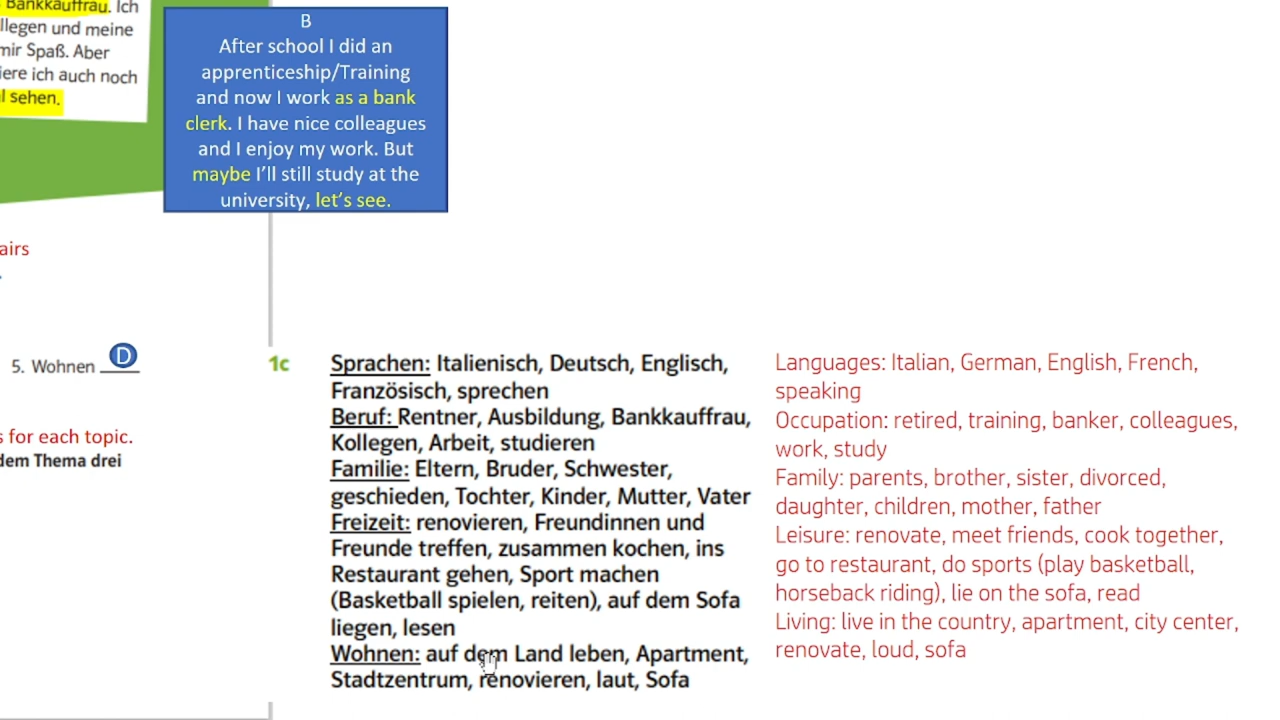 Bankkauffrau. Ich
llegen und meine
mir Spaß. Aber
iere ich auch noch
l sehen.
B
After school I did an
apprenticeship/Training
and now I work as a bank
clerk. I have nice colleagues
and I enjoy my work. But
maybe I'll still study at the
university, let's see.
airs
5. Wohnen D
s for each topic.
dem Thema drei
1c
Sprachen: Italienisch, Deutsch, Englisch,
Französisch, sprechen
Beruf: Rentner, Ausbildung, Bankkauffrau,
Kollegen, Arbeit, studieren
Familie: Eltern, Bruder, Schwester,
geschieden, Tochter, Kinder, Mutter, Vater
Freizeit: renovieren, Freundinnen und
Freunde treffen, zusammen kochen, ins
Restaurant gehen, Sport machen
(Basketball spielen, reiten), auf dem Sofa
liegen, lesen
Wohnen: auf dem Land leben, Apartment,
Stadtzentrum, renovieren, laut, Sofa
Languages: Italian, German, English, French,
speaking
Occupation: retired, training, banker, colleagues,
work, study
Family: parents, brother, sister, divorced,
daughter, children, mother, father
Leisure: renovate, meet friends, cook together,
go to restaurant, do sports (play basketball,
horseback riding), lie on the sofa, read
Living: live in the country, apartment, city center,
renovate, loud, sofa